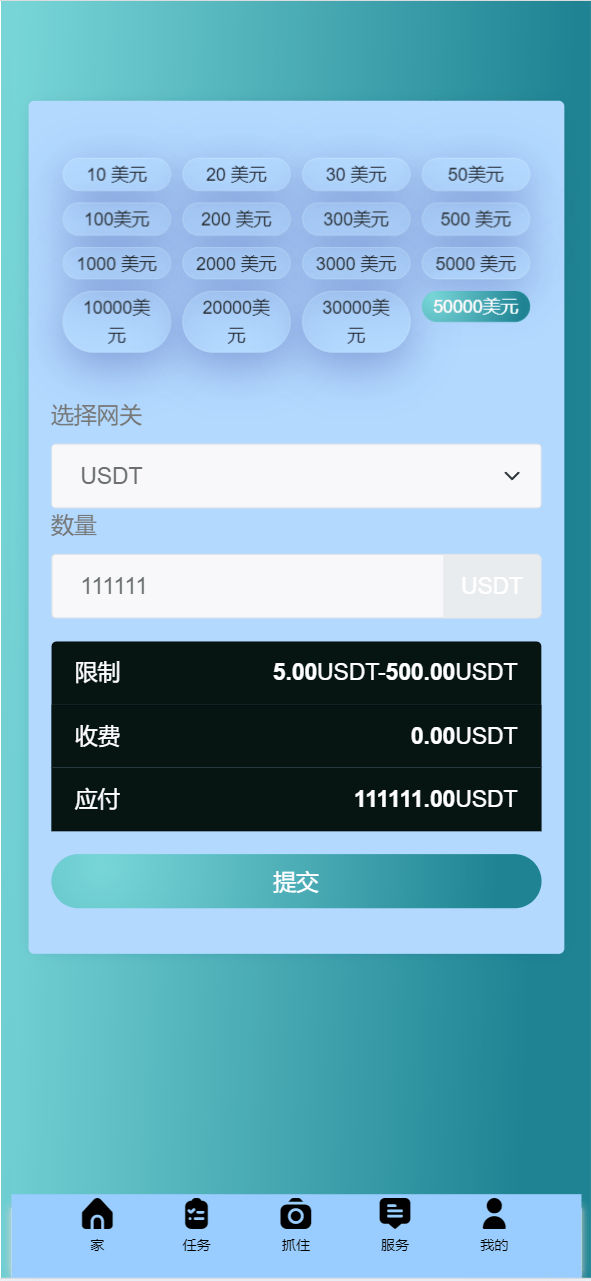 10 美元 20 美元 30 美元 50美元
100美元 200 美元 300美元 500 美元
1000 美元 2000 美元 3000 美元 5000 美元
10000美元 20000美元 30000美元 50000美元
选择网关
USDT
数量
111111 USDT
限制 5.00USDT-500.00USDT
收费 0.00USDT
应付 111111.00USDT
提交
家 任务 抓住 服务 我的